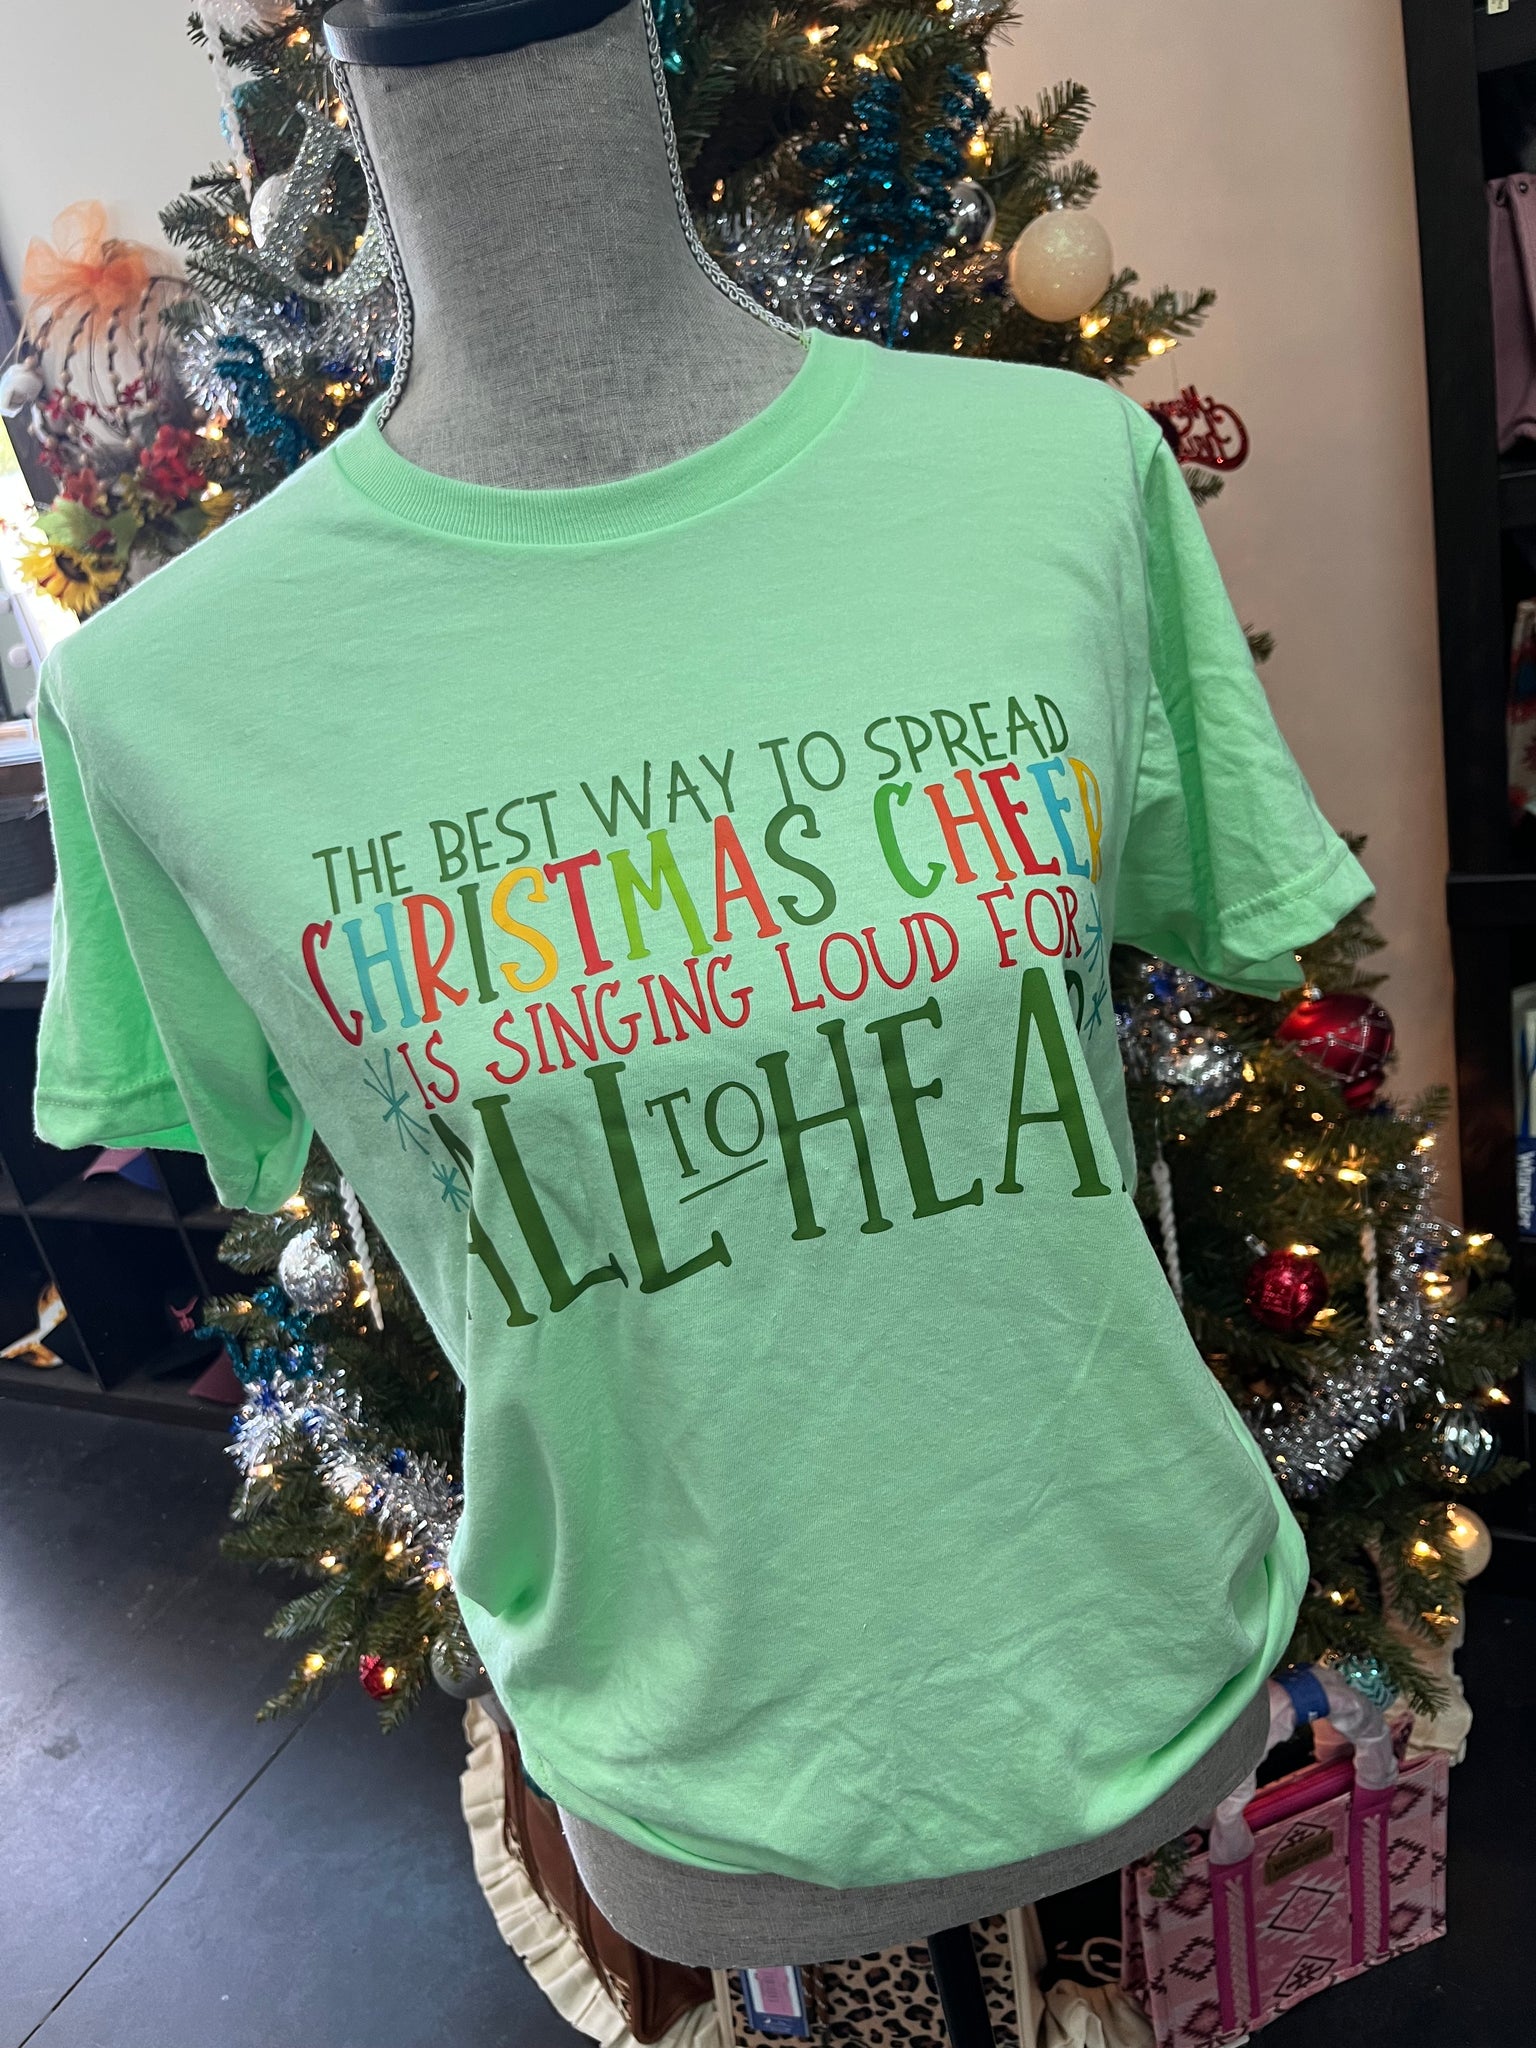 THE BEST WAY TO SPREAD
CHRISTMAS CHEER
IS SINGING LOUD FOR
ALL TO HEAR